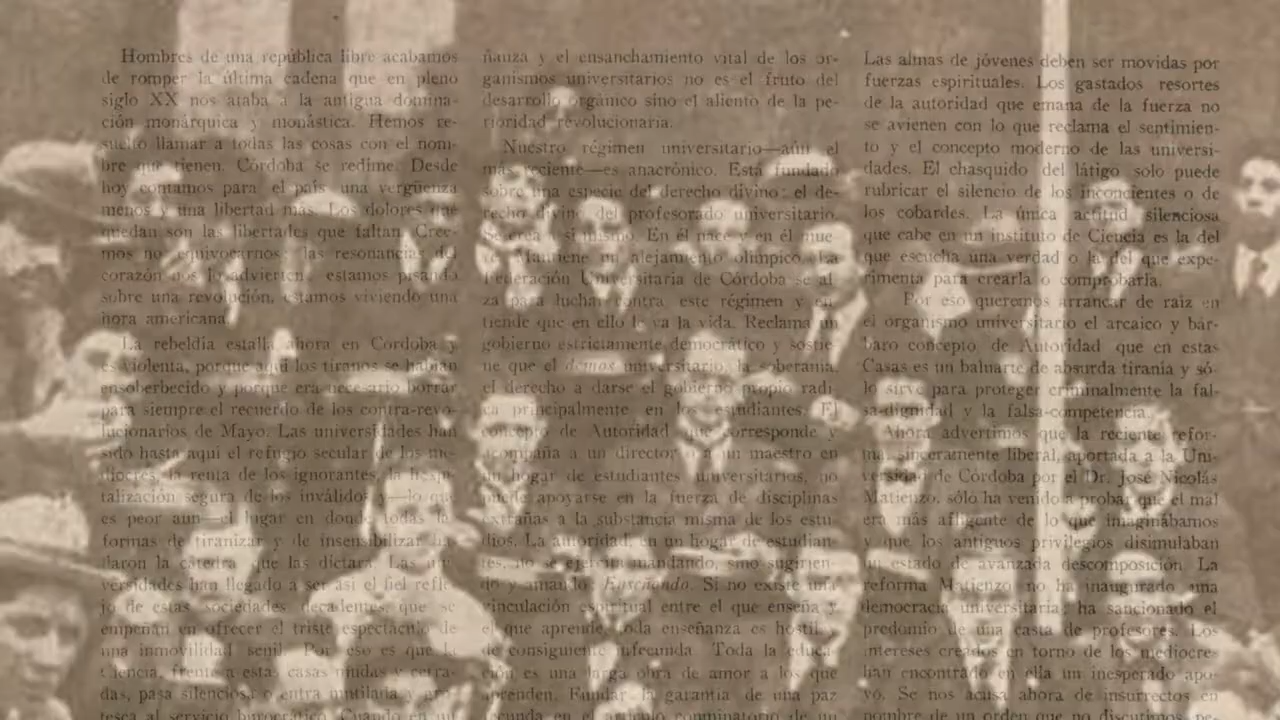 Hombres de una república libre acabamos
de romper la última cadena que en pleno
siglo XX nos ataba a la antigua domina-
ción monárquica y monástica. Hemos re-
suelto llamar a todas las cosas con el nom-
bre que tienen. Córdoba se redime. Desde
hoy contamos para el país una vergüenza
menos y una libertad más. Los dolores que
quedan son las libertades que faltan. Cree-
mos no equivocarnos, las resonancias del
corazón nos lo advierten: estamos pisando
sobre una revolución, estamos viviendo una
hora americana.
La rebeldía estalla ahora en Córdoba y
es violenta, porque aquí los tiranos se habían
ensoberbecido y porque era necesario borrar
para siempre el recuerdo de los contra-revo-
lucionarios de Mayo. Las universidades han
sido hasta aquí el refugio secular de los me-
diocres, la renta de los ignorantes, la hospi-
talización segura de los inválidos y—lo que
es peor aún—el lugar en donde todas las
formas de tiranizar y de insensibilizar ha-
llaron la cátedra que las dictara. Las uni-
versidades han llegado a ser así el fiel refle-
jo de estas sociedades decadentes, que se
empeñan en ofrecer el triste espectáculo de
una inmovilidad senil. Por eso es que la
Ciencia, frente a estas casas mudas y cerra-
das, pasa silenciosa o entra mutilada y gro-
tesca al servicio burocrático. Cuando en un
ñanza y el ensanchamiento vital de los or-
ganismos universitarios no es el fruto del
desarrollo orgánico sino el aliento de la pe-
rioridad revolucionaria.
Nuestro régimen universitario—aún el
más reciente—es anacrónico. Está fundado
sobre una especie del derecho divino: el de-
recho divino del profesorado universitario.
Se crea a sí mismo. En él nace y en él mue-
re. Mantiene un alejamiento olímpico. La
Federación Universitaria de Córdoba se al
za para luchar contra este régimen y en
tiende que en ello le va la vida. Reclama un
gobierno estrictamente democrático y sostie
ne que el demos universitario, la soberanía,
el derecho a darse el gobierno propio radi
ca principalmente en los estudiantes. El
concepto de Autoridad que corresponde y
acompaña a un director o a un maestro en
un hogar de estudiantes universitarios, no
puede apoyarse en la fuerza de disciplinas
extrañas a la substancia misma de los estu
dios. La autoridad, en un hogar de estudian-
tes, no se ejercita mandando, sino sugirien-
do y amando: Enseñando. Si no existe una
vinculación espiritual entre el que enseña y
el que aprende, toda enseñanza es hostil y
de consiguiente infecunda. Toda la educa-
ción es una larga obra de amor a los que
aprenden. Fundar la garantía de una paz
fecunda en el artículo conminatorio de un
Las almas de jóvenes deben ser movidas por
fuerzas espirituales. Los gastados resortes
de la autoridad que emana de la fuerza no
se avienen con lo que reclama el sentimien-
to y el concepto moderno de las universi-
dades. El chasquido del látigo solo puede
rubricar el silencio de los inconcientes o de
los cobardes. La única actitud silenciosa
que cabe en un instituto de Ciencia es la del
que escucha una verdad o la del que expe-
rimenta para crearla o comprobarla.
Por eso queremos arrancar de raíz en
el organismo universitario el arcaico y bár-
baro concepto de Autoridad que en estas
Casas es un baluarte de absurda tiranía y só-
lo sirve para proteger criminalmente la fal-
sa-dignidad y la falsa-competencia.
Ahora advertimos que la reciente refor-
ma, sinceramente liberal, aportada a la Uni-
versidad de Córdoba por el Dr. José Nicolás
Matienzo, sólo ha venido a probar que el mal
era más afligente de lo que imaginábamos
y que los antiguos privilegios disimulaban
un estado de avanzada descomposición. La
reforma Matienzo no ha inaugurado una
democracia universitaria; ha sancionado el
predominio de una casta de profesores. Los
intereses creados en torno de los mediocres
han encontrado en ella un inesperado apo-
yo. Se nos acusa ahora de insurrectos en
nombre de un orden que no discutimos